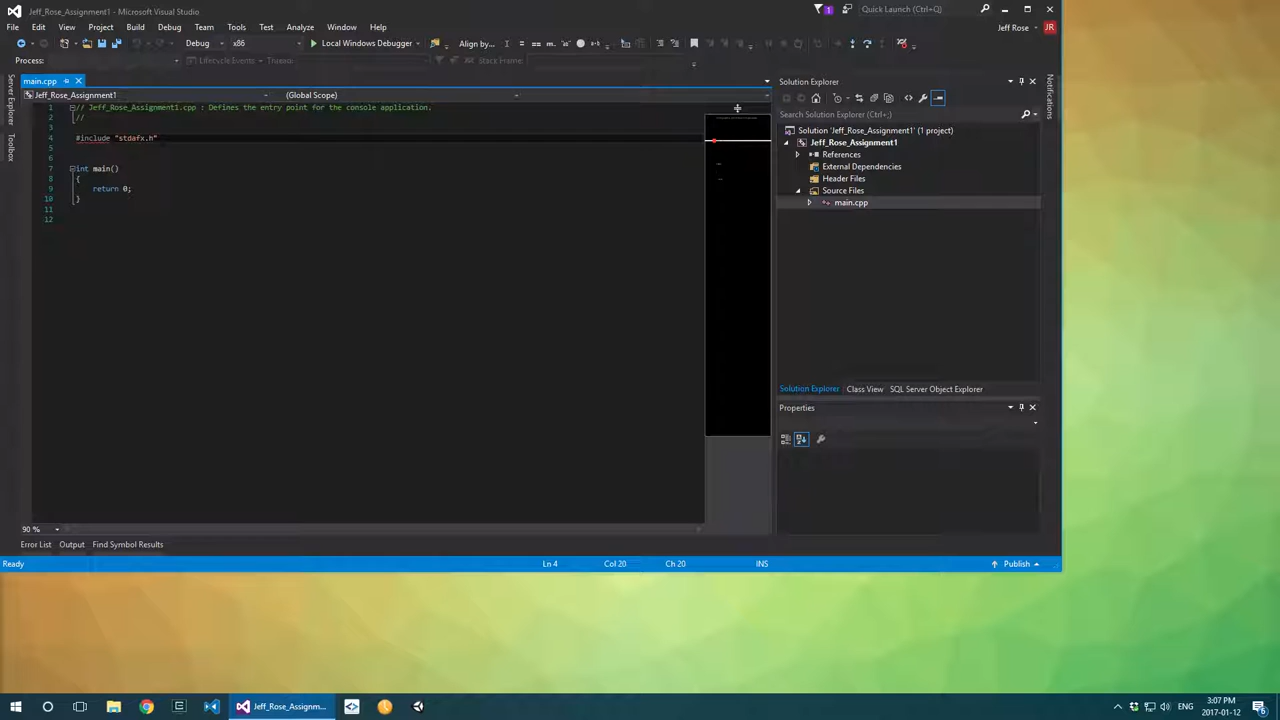 Jeff_Rose_Assignment1 - Microsoft Visual Studio
1
Quick Launch (Ctrl+Q)
File Edit View Project Build Debug Team Tools Test Analyze Window Help
Jeff Rose JR
Debug x86 Local Windows Debugger Align by...
Process: Lifecycle Events Thread: Stack Frame:
main.cpp
Jeff_Rose_Assignment1 (Global Scope)
1 // Jeff_Rose_Assignment1.cpp : Defines the entry point for the console application.
2 //
3
4 #include "stdafx.h"
5
6
7 int main()
8 {
9 return 0;
10 }
11
12
90 %
Server Explorer
Toolbox
Solution Explorer
Search Solution Explorer (Ctrl+;)
Solution 'Jeff_Rose_Assignment1' (1 project)
Jeff_Rose_Assignment1
References
External Dependencies
Header Files
Source Files
main.cpp
Solution Explorer Class View SQL Server Object Explorer
Properties
Notifications
Error List Output Find Symbol Results
Ready Ln 4 Col 20 Ch 20 INS Publish
Jeff_Rose_Assignm...
ENG
3:07 PM
2017-01-12
6